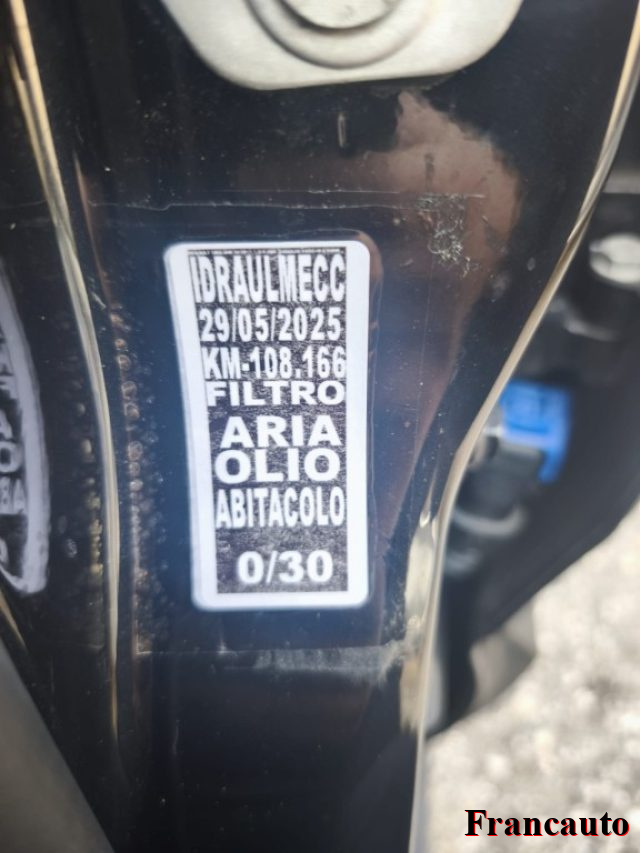 IDRAULMECC
29/05/2025
KM-108.166
FILTRO
ARIA
OLIO
ABITACOLO
0/30
Francauto